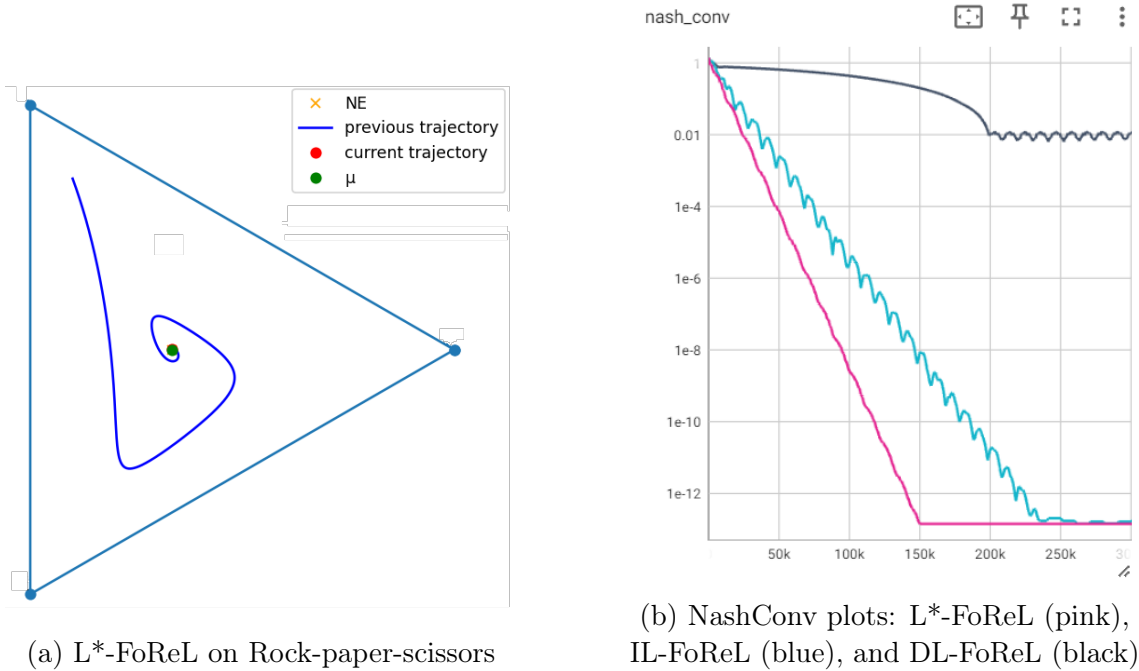 NE
previous trajectory
current trajectory
μ
(a) L*-FoReL on Rock-paper-scissors
nash_conv
1
0.01
1e-4
1e-6
1e-8
1e-10
1e-12
50k 100k 150k 200k 250k 30
(b) NashConv plots: L*-FoReL (pink),
IL-FoReL (blue), and DL-FoReL (black)